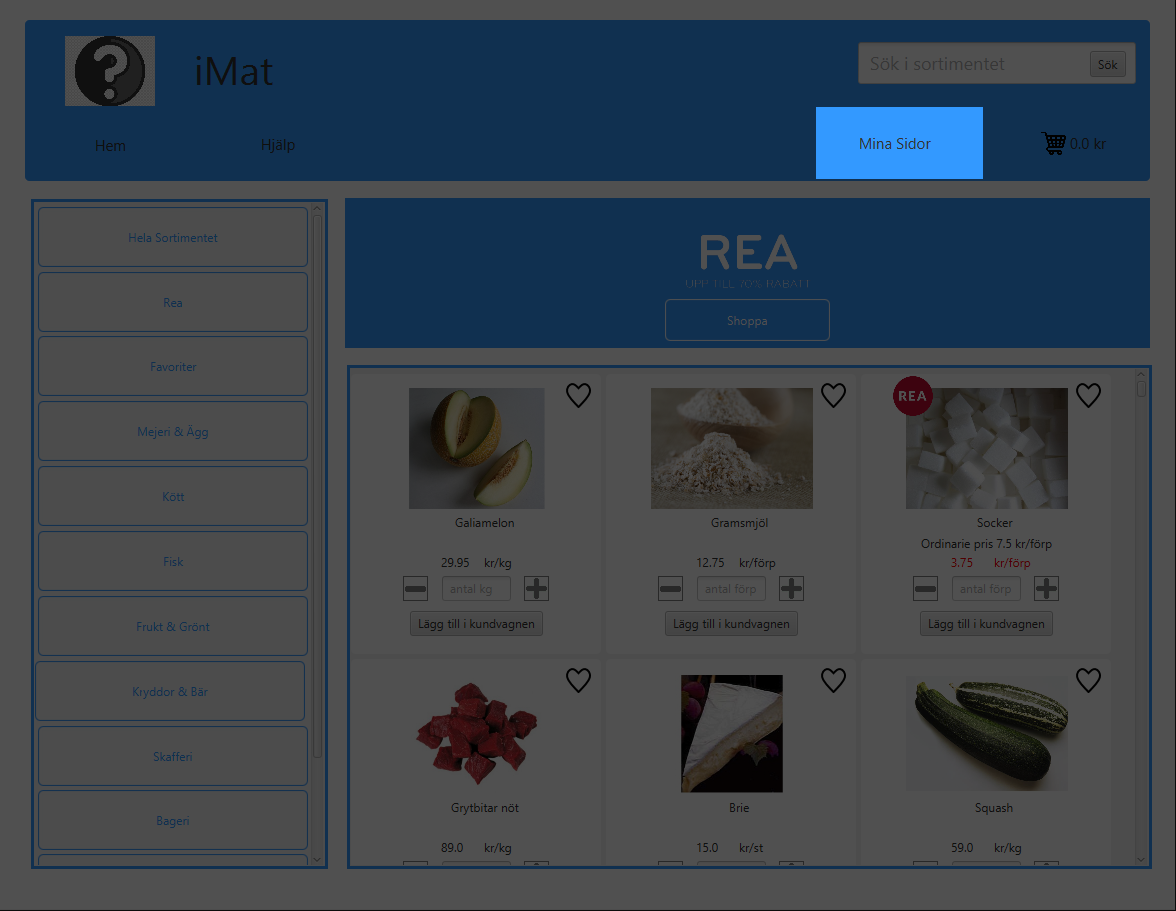 iMat
Sök i sortimentet
Sök
Hem
Hjälp
Mina Sidor
0.0 kr
Hela Sortimentet
Rea
Favoriter
Mejeri & Ägg
Kött
Fisk
Frukt & Grönt
Kryddor & Bär
Skafferi
Bageri
REA
UPP TILL 70% RABATT
Shoppa
Galiamelon
29.95 kr/kg
antal kg
Lägg till i kundvagnen
Gramsmjöl
12.75 kr/förp
antal förp
Lägg till i kundvagnen
REA
Socker
Ordinarie pris 7.5 kr/förp
3.75 kr/förp
antal förp
Lägg till i kundvagnen
Grytbitar nöt
89.0 kr/kg
Brie
15.0 kr/st
Squash
59.0 kr/kg